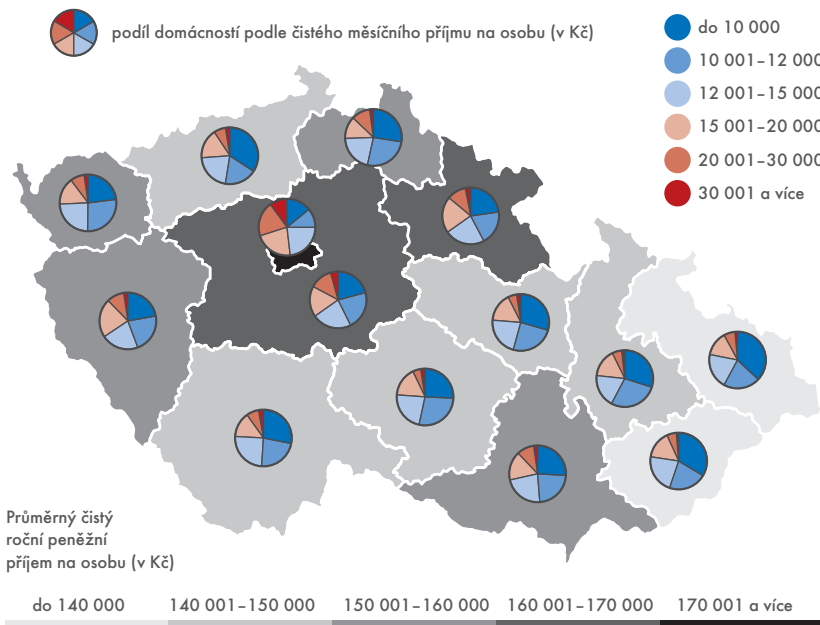 podíl domácností podle čistého měsíčního příjmu na osobu (v Kč)
do 10 000
10 001–12 000
12 001–15 000
15 001–20 000
20 001–30 000
30 001 a více
Průměrný čistý
roční peněžní
příjem na osobu (v Kč)
do 140 000 140 001–150 000 150 001–160 000 160 001–170 000 170 001 a více